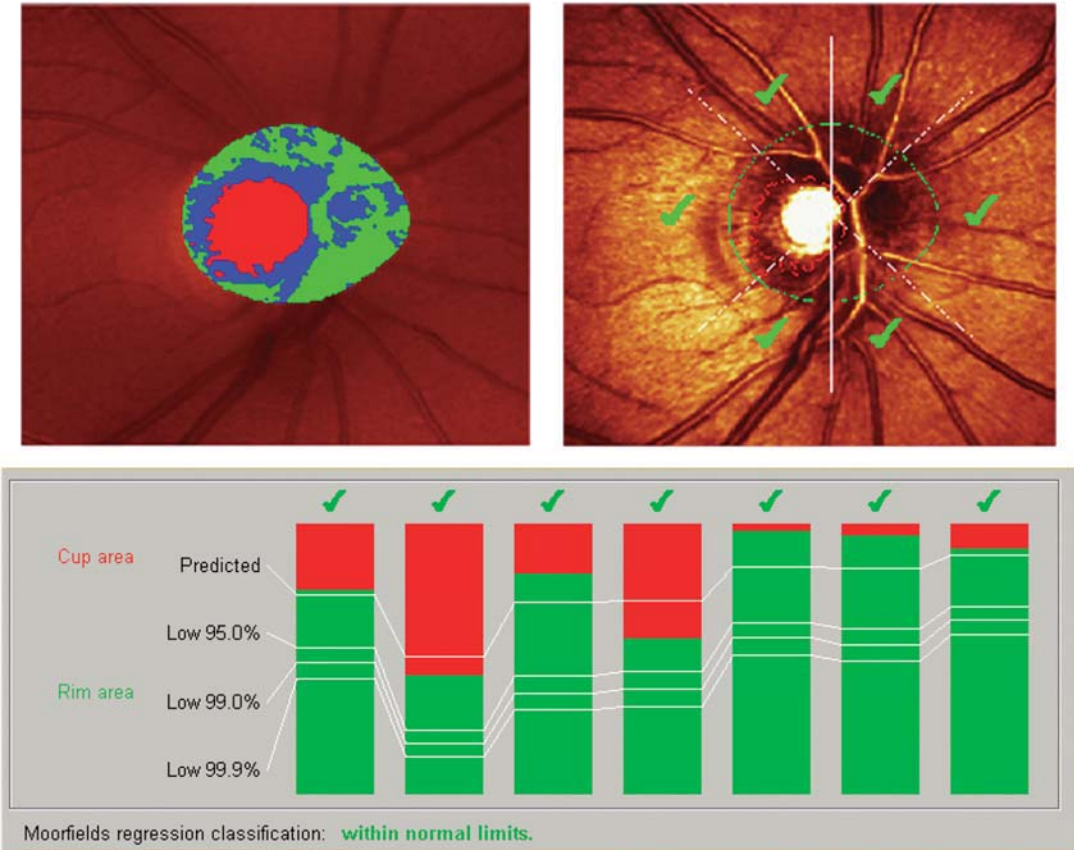 Cup area
Predicted
Low 95.0%
Rim area
Low 99.0%
Low 99.9%
Moorfields regression classification: within normal limits.